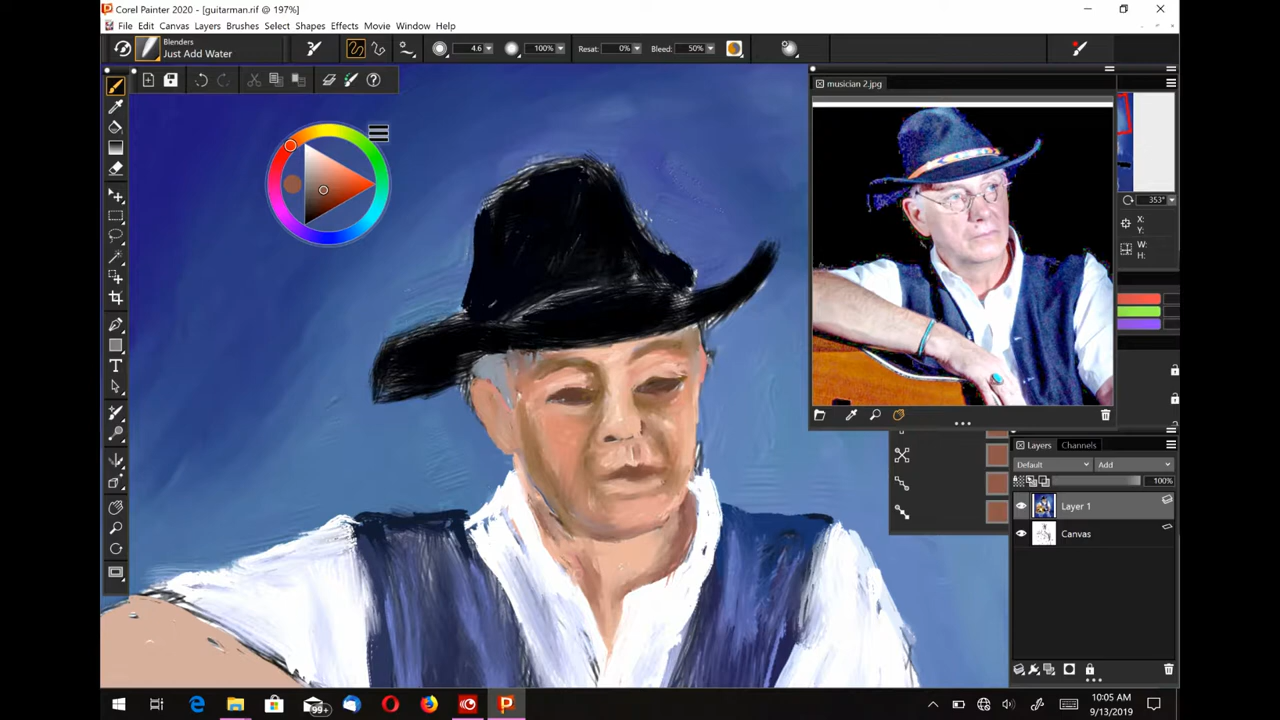 Corel Painter 2020 - [guitarman.rif @ 197%]
File Edit Canvas Layers Brushes Select Shapes Effects Movie Window Help
Blenders
Just Add Water
4.6
100%
Resat: 0%
Bleed: 50%
musician 2.jpg
353°
X:
Y:
W:
H:
T
Layers Channels
Default Add
100%
Layer 1
Canvas
99+
10:05 AM
9/13/2019